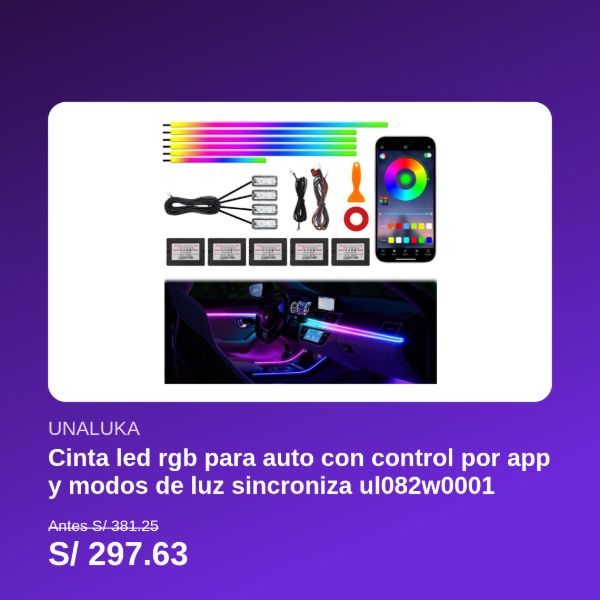 UNALUKA
Cinta led rgb para auto con control por app
y modos de luz sincroniza ul082w0001
Antes S/ 381.25
S/ 297.63